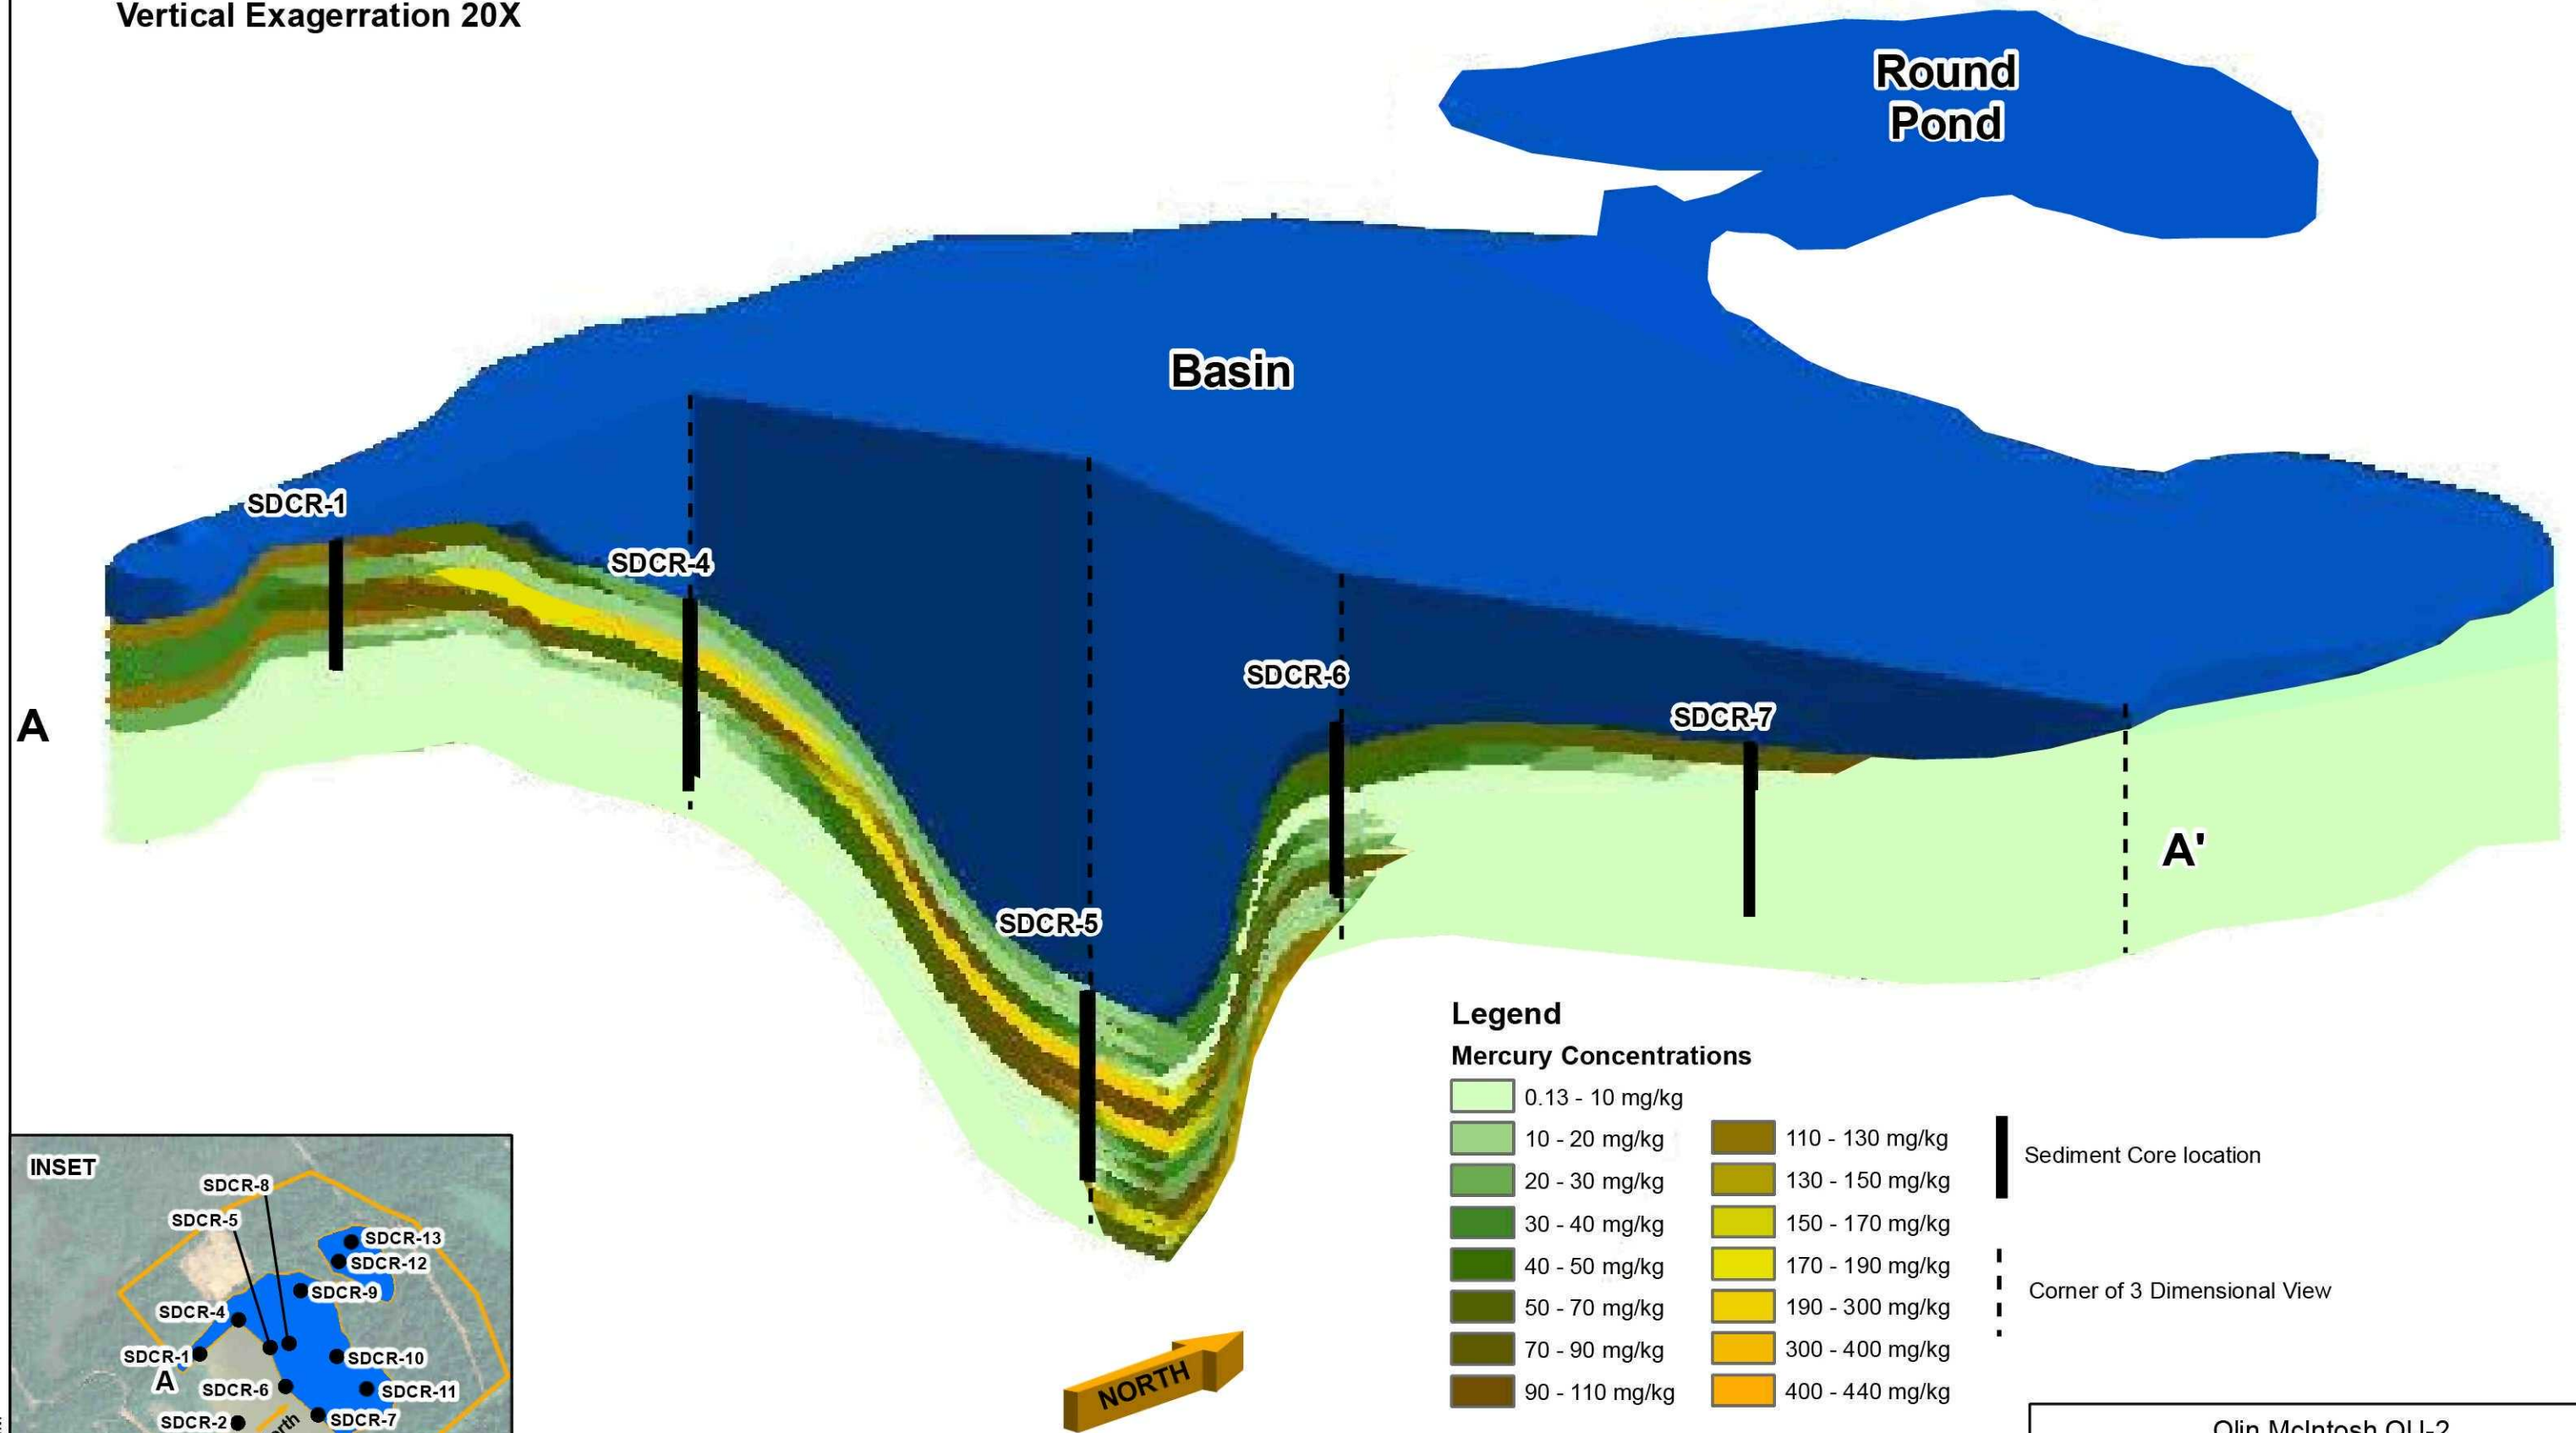 Vertical Exagerration 20X
Round
Pond
Basin
SDCR-1
SDCR-4
SDCR-6
SDCR-7
A
A'
SDCR-5
Legend
Mercury Concentrations
0.13 - 10 mg/kg
10 - 20 mg/kg
20 - 30 mg/kg
30 - 40 mg/kg
40 - 50 mg/kg
50 - 70 mg/kg
70 - 90 mg/kg
90 - 110 mg/kg
110 - 130 mg/kg
130 - 150 mg/kg
150 - 170 mg/kg
170 - 190 mg/kg
190 - 300 mg/kg
300 - 400 mg/kg
400 - 440 mg/kg
Sediment Core location
Corner of 3 Dimensional View
NORTH
INSET
SDCR-8
SDCR-5
SDCR-13
SDCR-12
SDCR-9
SDCR-4
SDCR-1
A
SDCR-10
SDCR-6
SDCR-11
SDCR-2
SDCR-7
Olin McIntosh OU-2